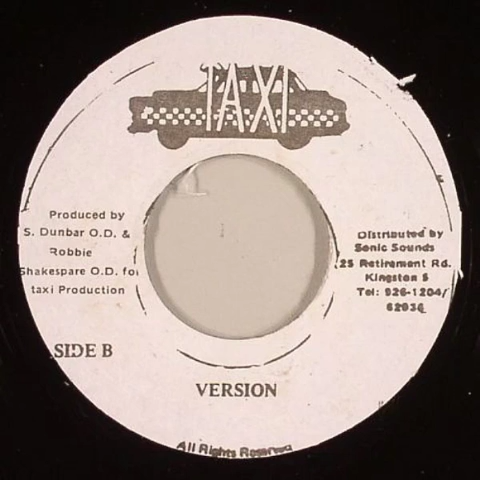 TAXI
Produced by
S. Dunbar O.D. &
Robbie
Shakespare O.D. for
taxi Production
Distributed by
Sonic Sounds
25 Retirement Rd.
Kingston 5
Tel: 926-1204/
62936
SIDE B
VERSION
All Rights Reserved